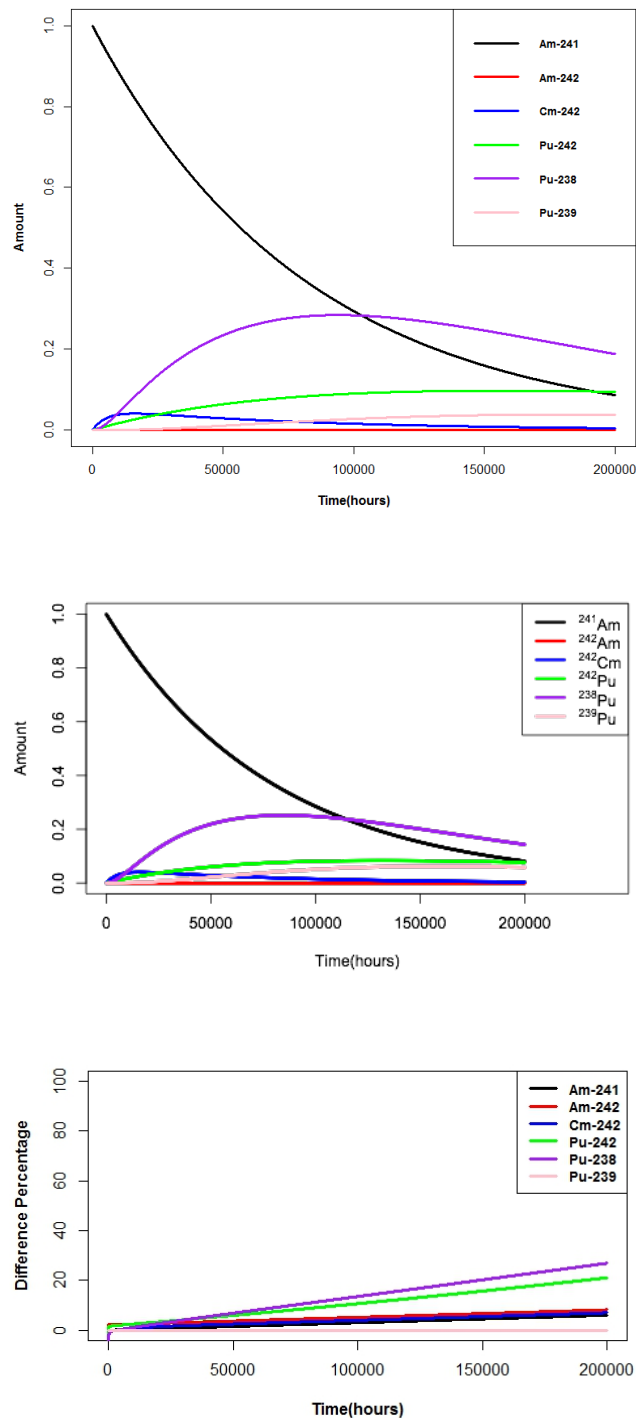 Am-241
Am-242
Cm-242
Pu-242
Pu-238
Pu-239
Amount
0.0
0.2
0.4
0.6
0.8
1.0
0
50000
100000
150000
200000
Time(hours)
²⁴¹Am
²⁴²Am
²⁴²Cm
²⁴²Pu
²³⁸Pu
²³⁹Pu
Amount
0.0
0.2
0.4
0.6
0.8
1.0
0
50000
100000
150000
200000
Time(hours)
Am-241
Am-242
Cm-242
Pu-242
Pu-238
Pu-239
Difference Percentage
0
20
40
60
80
100
0
50000
100000
150000
200000
Time(hours)